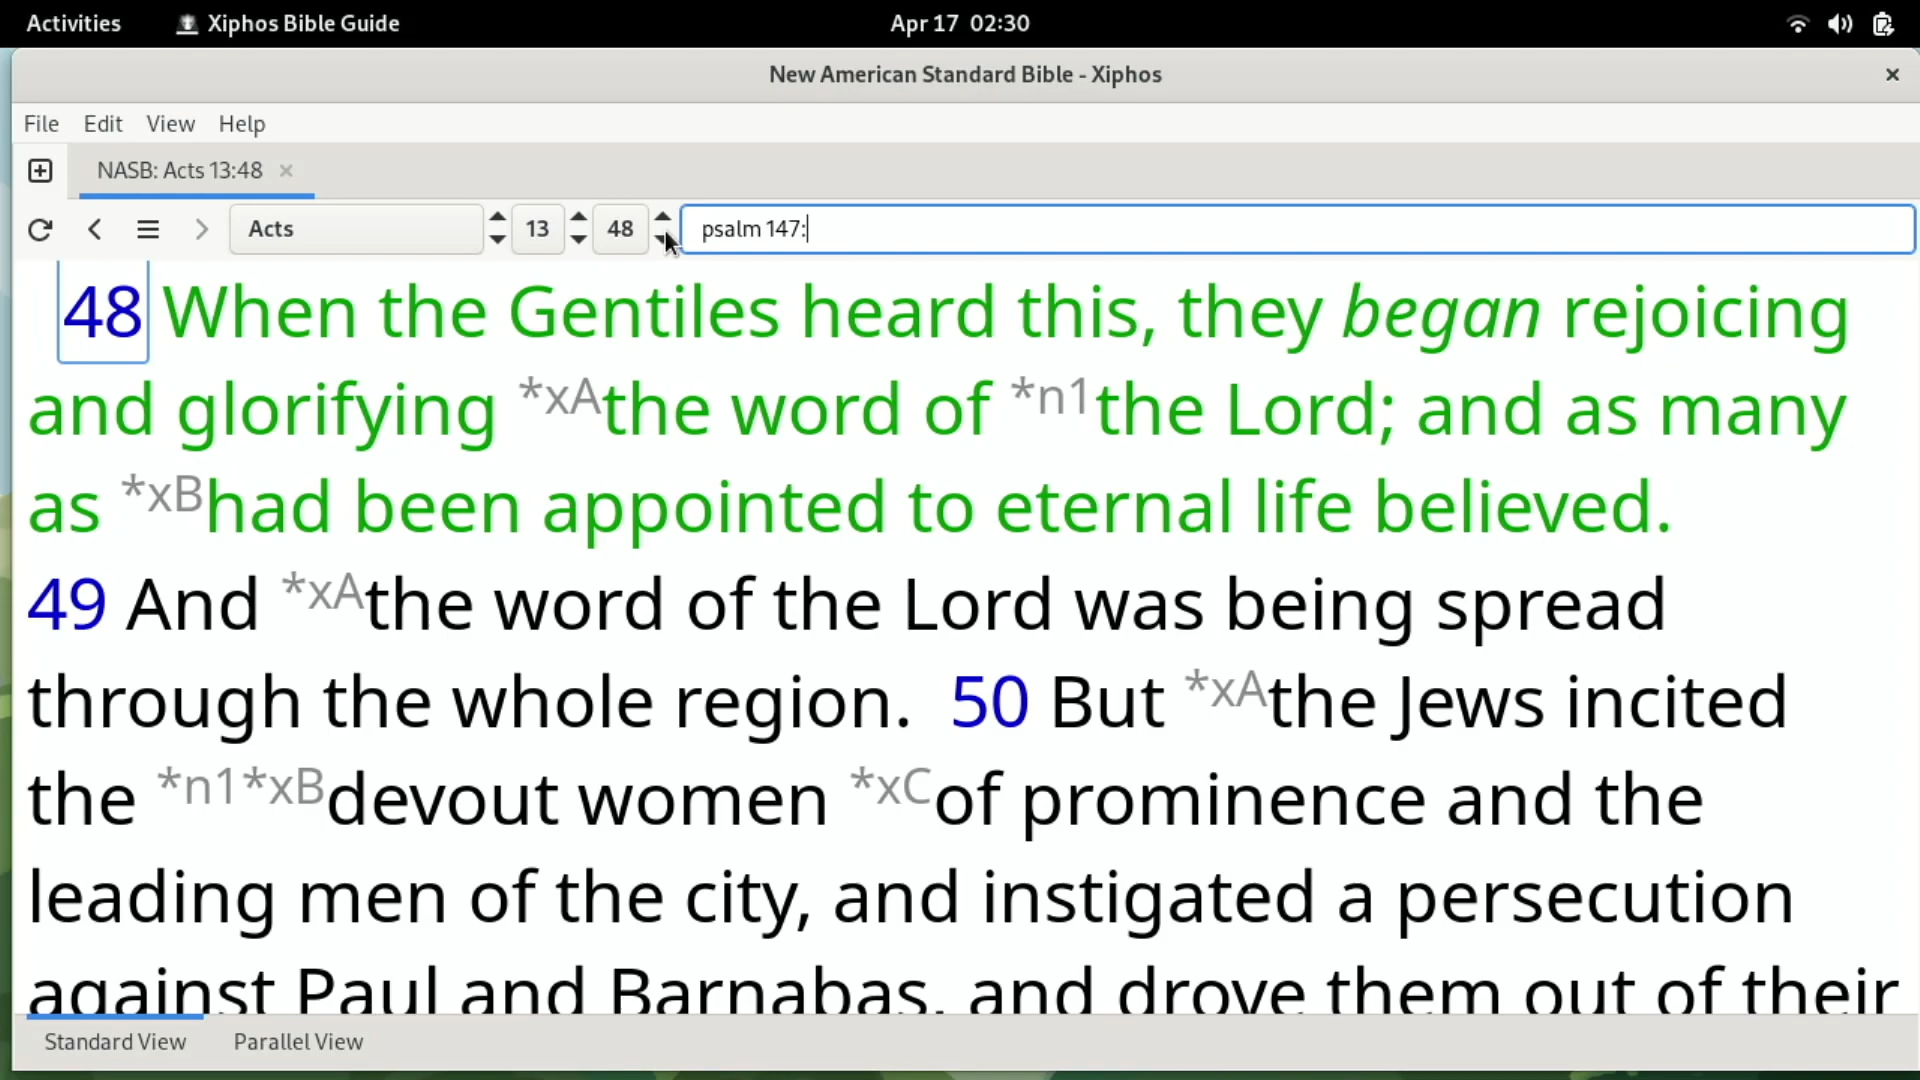 Activities Xiphos Bible Guide Apr 17 02:30
New American Standard Bible - Xiphos ×
File Edit View Help
NASB: Acts 13:48 ×
Acts 13 48 psalm 147:
48 When the Gentiles heard this, they began rejoicing
and glorifying *xAthe word of *n1the Lord; and as many
as *xBhad been appointed to eternal life believed.
49 And *xAthe word of the Lord was being spread
through the whole region. 50 But *xAthe Jews incited
the *n1*xBdevout women *xCof prominence and the
leading men of the city, and instigated a persecution
against Paul and Barnabas, and drove them out of their
Standard View Parallel View